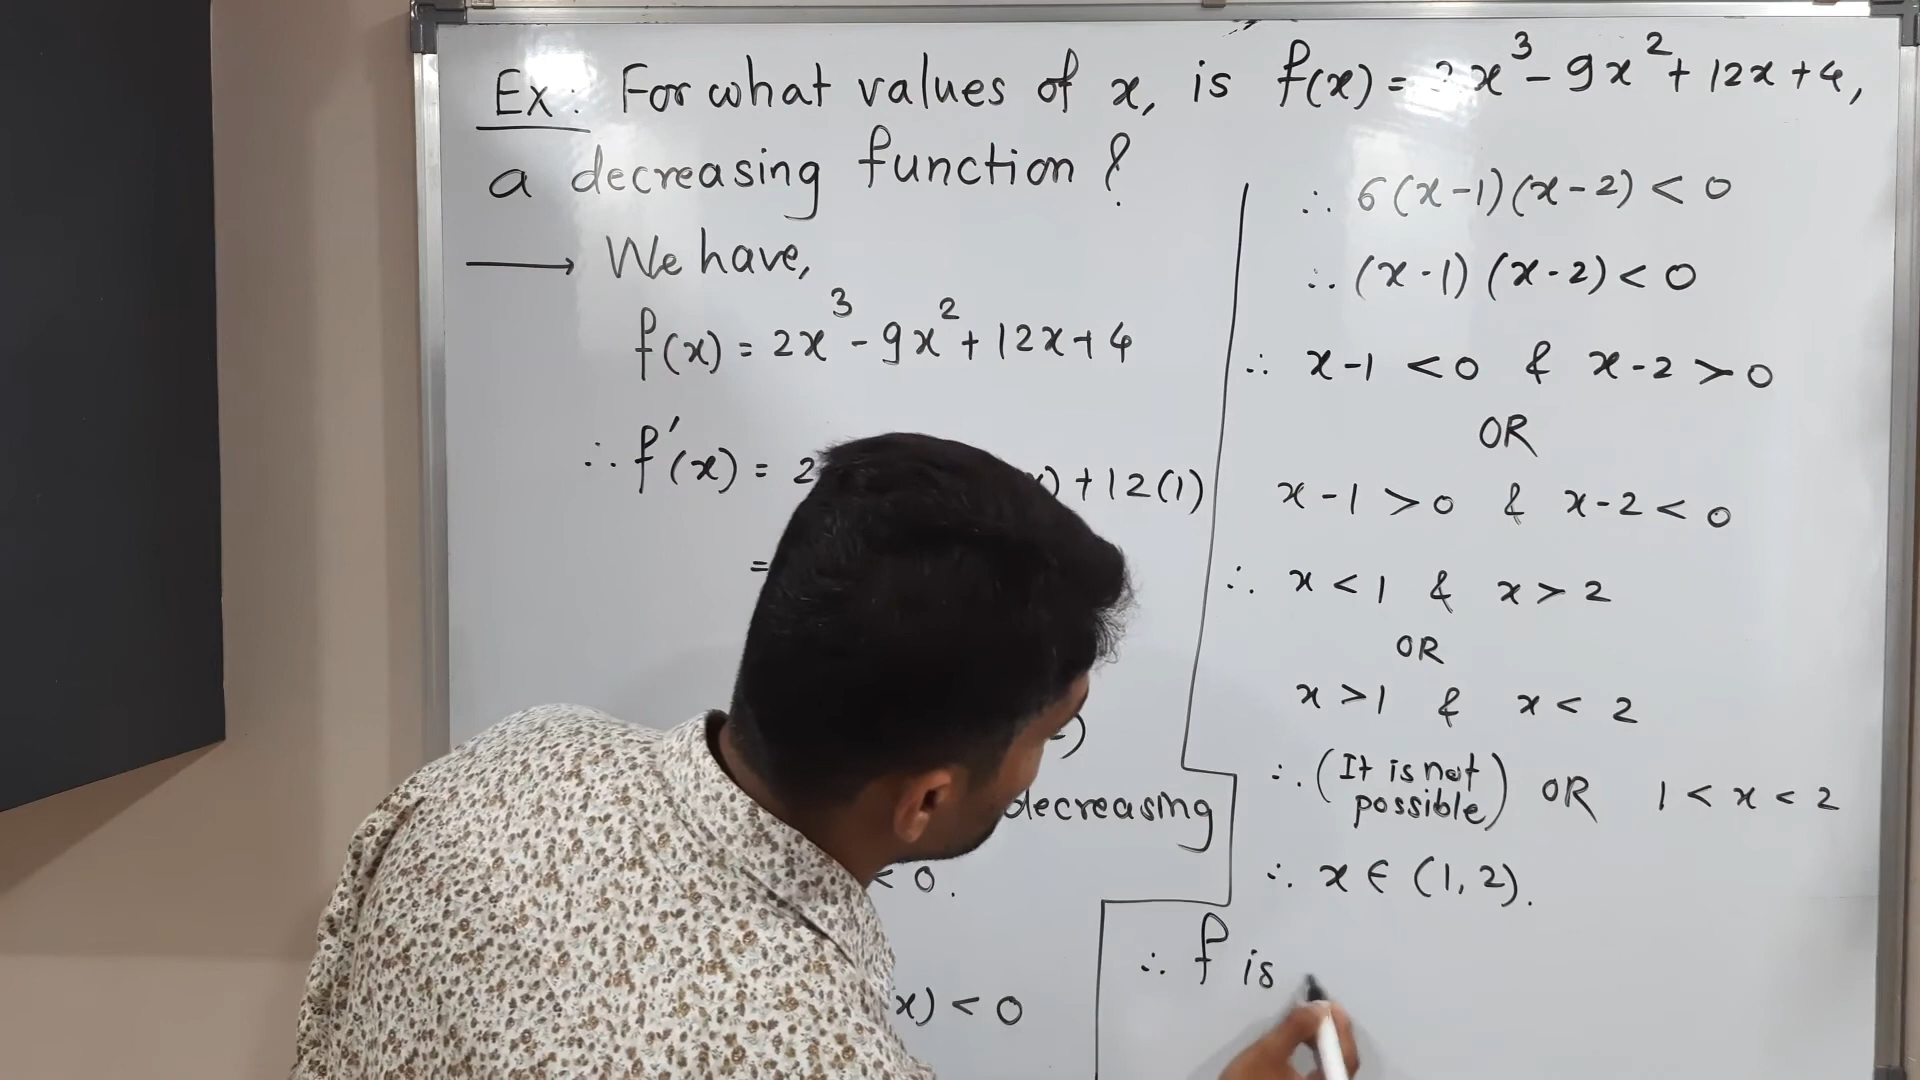 Ex: For what values of x, is f(x) = x³ - 9x² + 12x + 4,
a decreasing function?
⟶ We have,
f(x) = 2x³ - 9x² + 12x + 4
∴ f'(x) = 2 x) + 12(1)
=
)
decreasing
< 0.
x) < 0
∴ 6(x-1)(x-2) < 0
∴ (x-1)(x-2) < 0
∴ x-1 < 0 & x-2 > 0
OR
x-1 > 0 & x-2 < 0
∴ x < 1 & x > 2
OR
x > 1 & x < 2
∴ (It is not possible) OR 1 < x < 2
∴ x ∈ (1, 2).
∴ f is